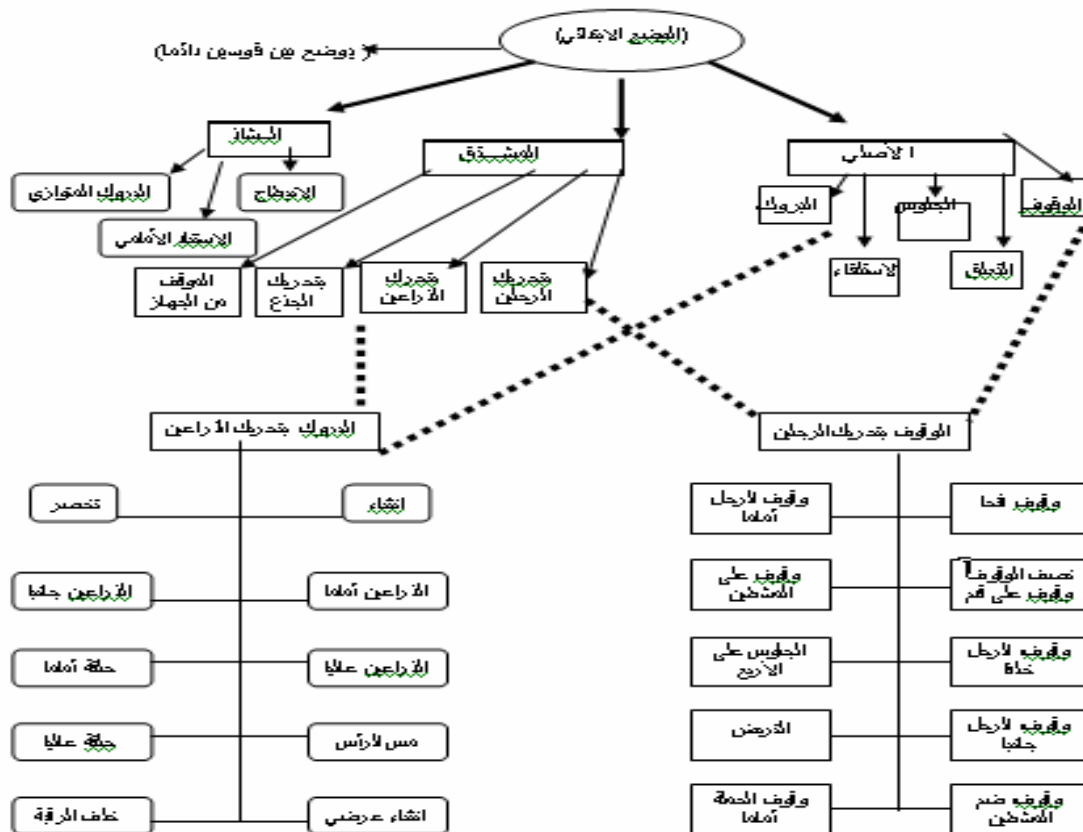 (الوضع الابتدائي)
( يوضع بين قوسين دائما)
الشاذ
المشتق
الأصلي
البروك المتوازي
الانبطاح
البروك
الجلوس
الوقوف
الاستناد الأمامي
الموقف
من الجهاز
بتحريك
الجذع
بتحريك
الذراعين
بتحريك
الرجلين
الاستلقاء
التعلق
البروك بتحريك الذراعين
الوقوف بتحريك الرجلين
تخصر
انثناء
وقوف الرجل
أماما
وقوف فتحا
الذراعين جانبا
الذراعين أماما
وقوف على
المشطين
نصف الوقوف
وقوف على قدم
حلقة أماما
الذراعين عاليا
الجلوس على
الأربع
وقوف الرجل
خلفا
حلقة عاليا
مس الرأس
التربض
وقوف الرجل
جانبا
خلف الرقبة
انثناء عرضي
وقوف الحملة
أماما
وقوف ضم
المشطين